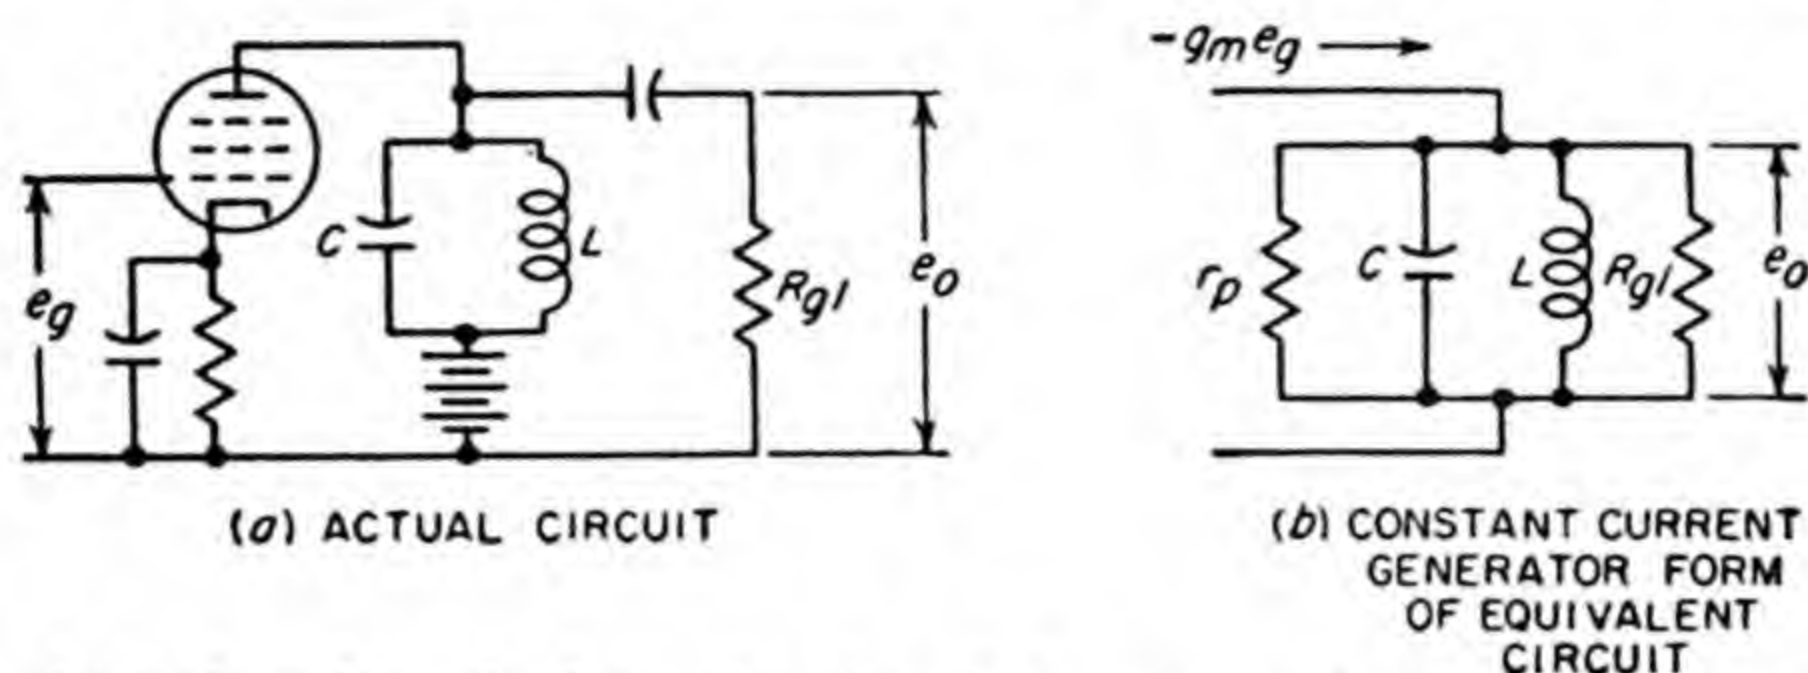 eg
C
L
Rgl
eo
(a) ACTUAL CIRCUIT
-gmeg
rp
C
L
Rgl
eo
(b) CONSTANT CURRENT
GENERATOR FORM
OF EQUIVALENT
CIRCUIT